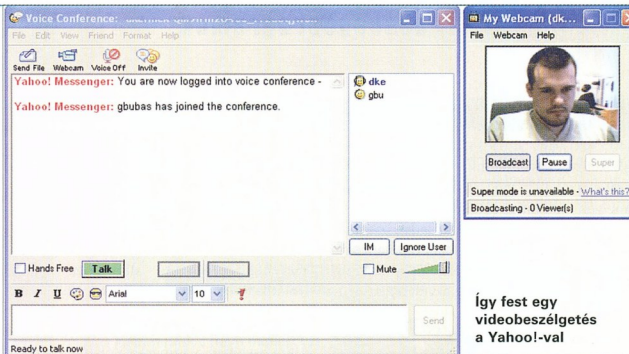 Voice Conference:
File Edit View Friend Format Help
Send File Webcam Voice Off Invite
Yahoo! Messenger: You are now logged into voice conference -
Yahoo! Messenger: gbubas has joined the conference.
dke
gbu
IM Ignore User
Hands Free Talk Mute
B I U Arial 10
Send
Ready to talk now
My Webcam (dk...
File Webcam Help
Broadcast Pause Super
Super mode is unavailable - What's this?
Broadcasting - 0 Viewer(s)
Így fest egy
videobeszélgetés
a Yahoo!-val